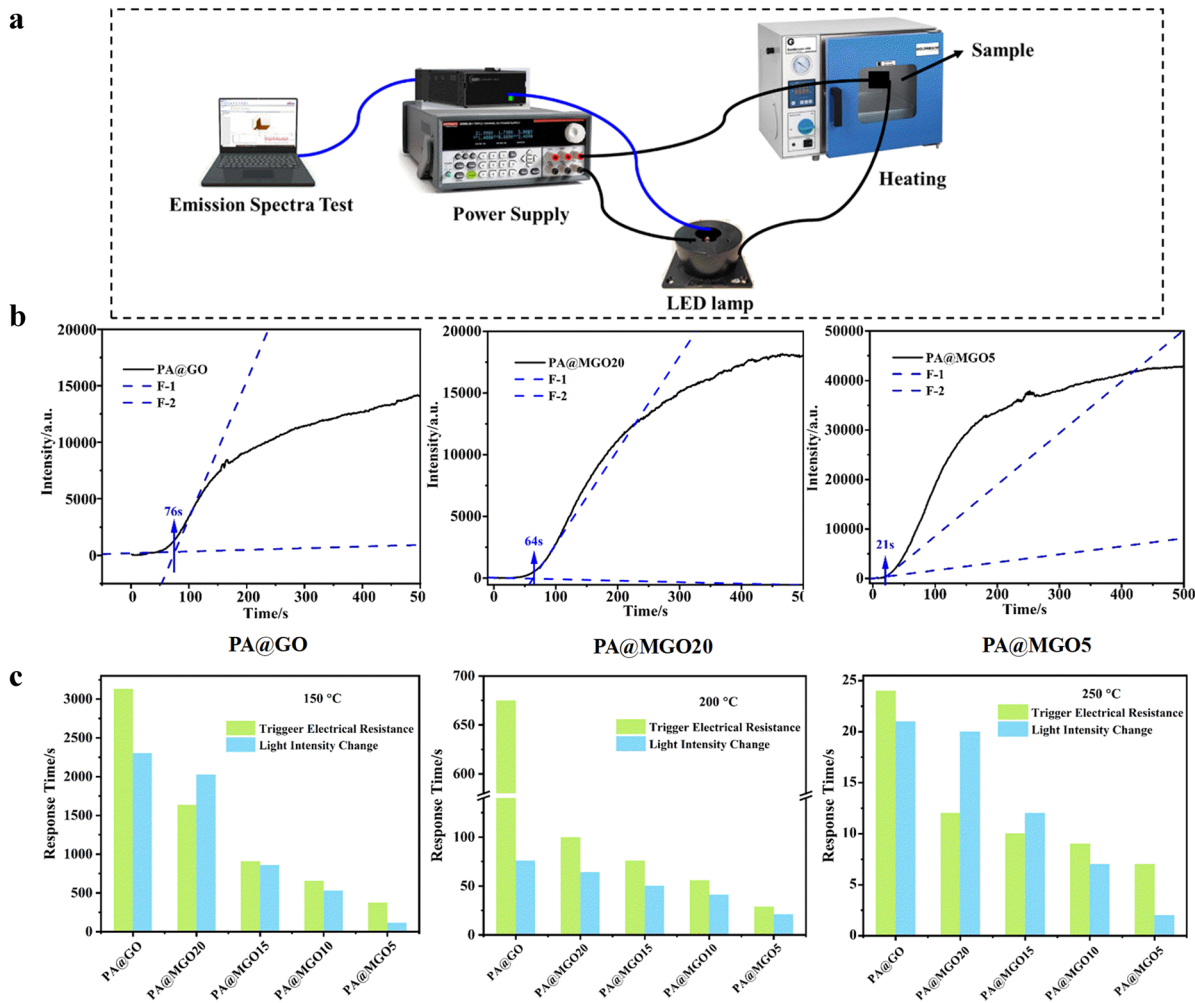 a
Sample
Heating
Emission Spectra Test
Power Supply
LED lamp
b
20000
15000
10000
5000
0
Intensity/a.u.
PA@GO
F-1
F-2
76s
0 100 200 300 400 500
Time/s
PA@GO
20000
15000
10000
5000
0
Intensity/a.u.
PA@MGO20
F-1
F-2
64s
0 100 200 300 400 50
Time/s
PA@MGO20
50000
40000
30000
20000
10000
0
Intensity/a.u.
PA@MGO5
F-1
F-2
21s
0 100 200 300 400 500
Time/s
PA@MGO5
c
3000
2500
2000
1500
1000
500
0
Response Time/s
150 °C
Trigger Electrical Resistance
Light Intensity Change
PA@GO
PA@MGO20
PA@MGO15
PA@MGO10
PA@MGO5
700
650
600
100
50
0
Response Time/s
200 °C
Trigger Electrical Resistance
Light Intensity Change
PA@GO
PA@MGO20
PA@MGO15
PA@MGO10
PA@MGO5
25
20
15
10
5
0
Response Time/s
250 °C
Trigger Electrical Resistance
Light Intensity Change
PA@GO
PA@MGO20
PA@MGO15
PA@MGO10
PA@MGO5